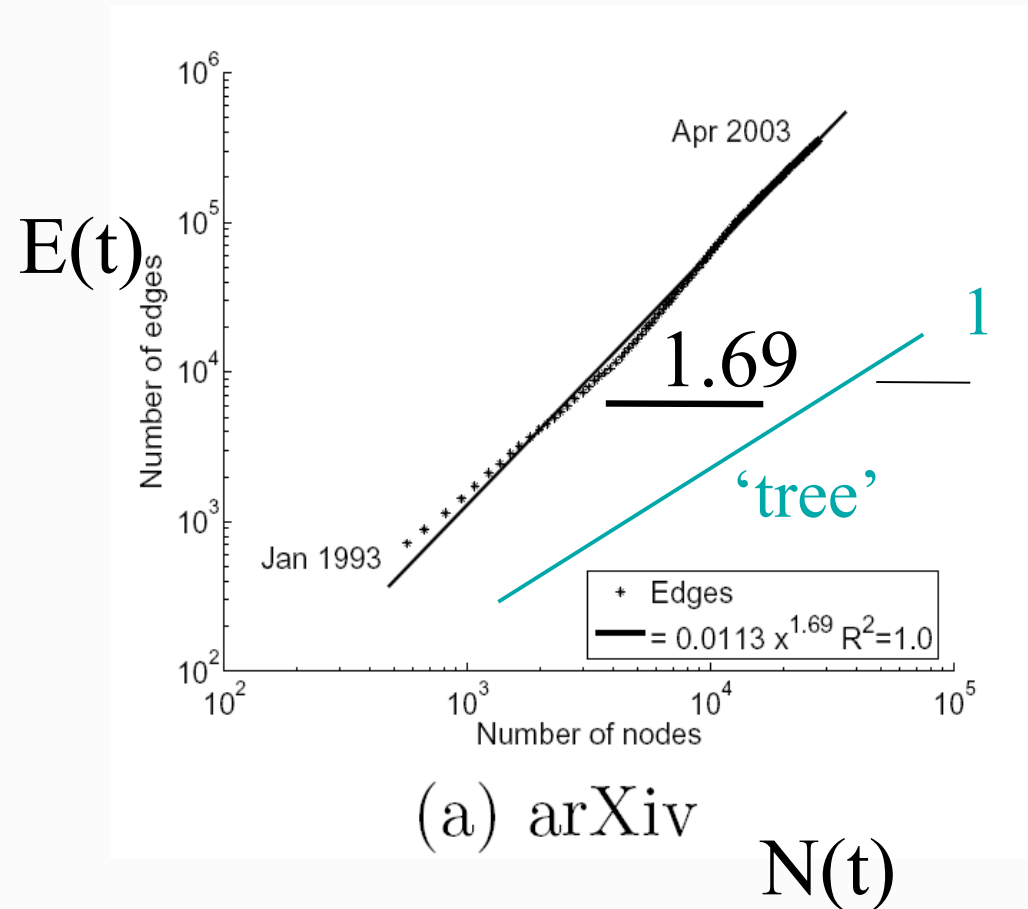 10^6
Apr 2003
10^5
E(t)
Number of edges
1
1.69
10^4
‘tree’
10^3
Jan 1993
Edges
= 0.0113 x^1.69 R^2=1.0
10^2
10^2 10^3 10^4 10^5
Number of nodes
(a) arXiv
N(t)